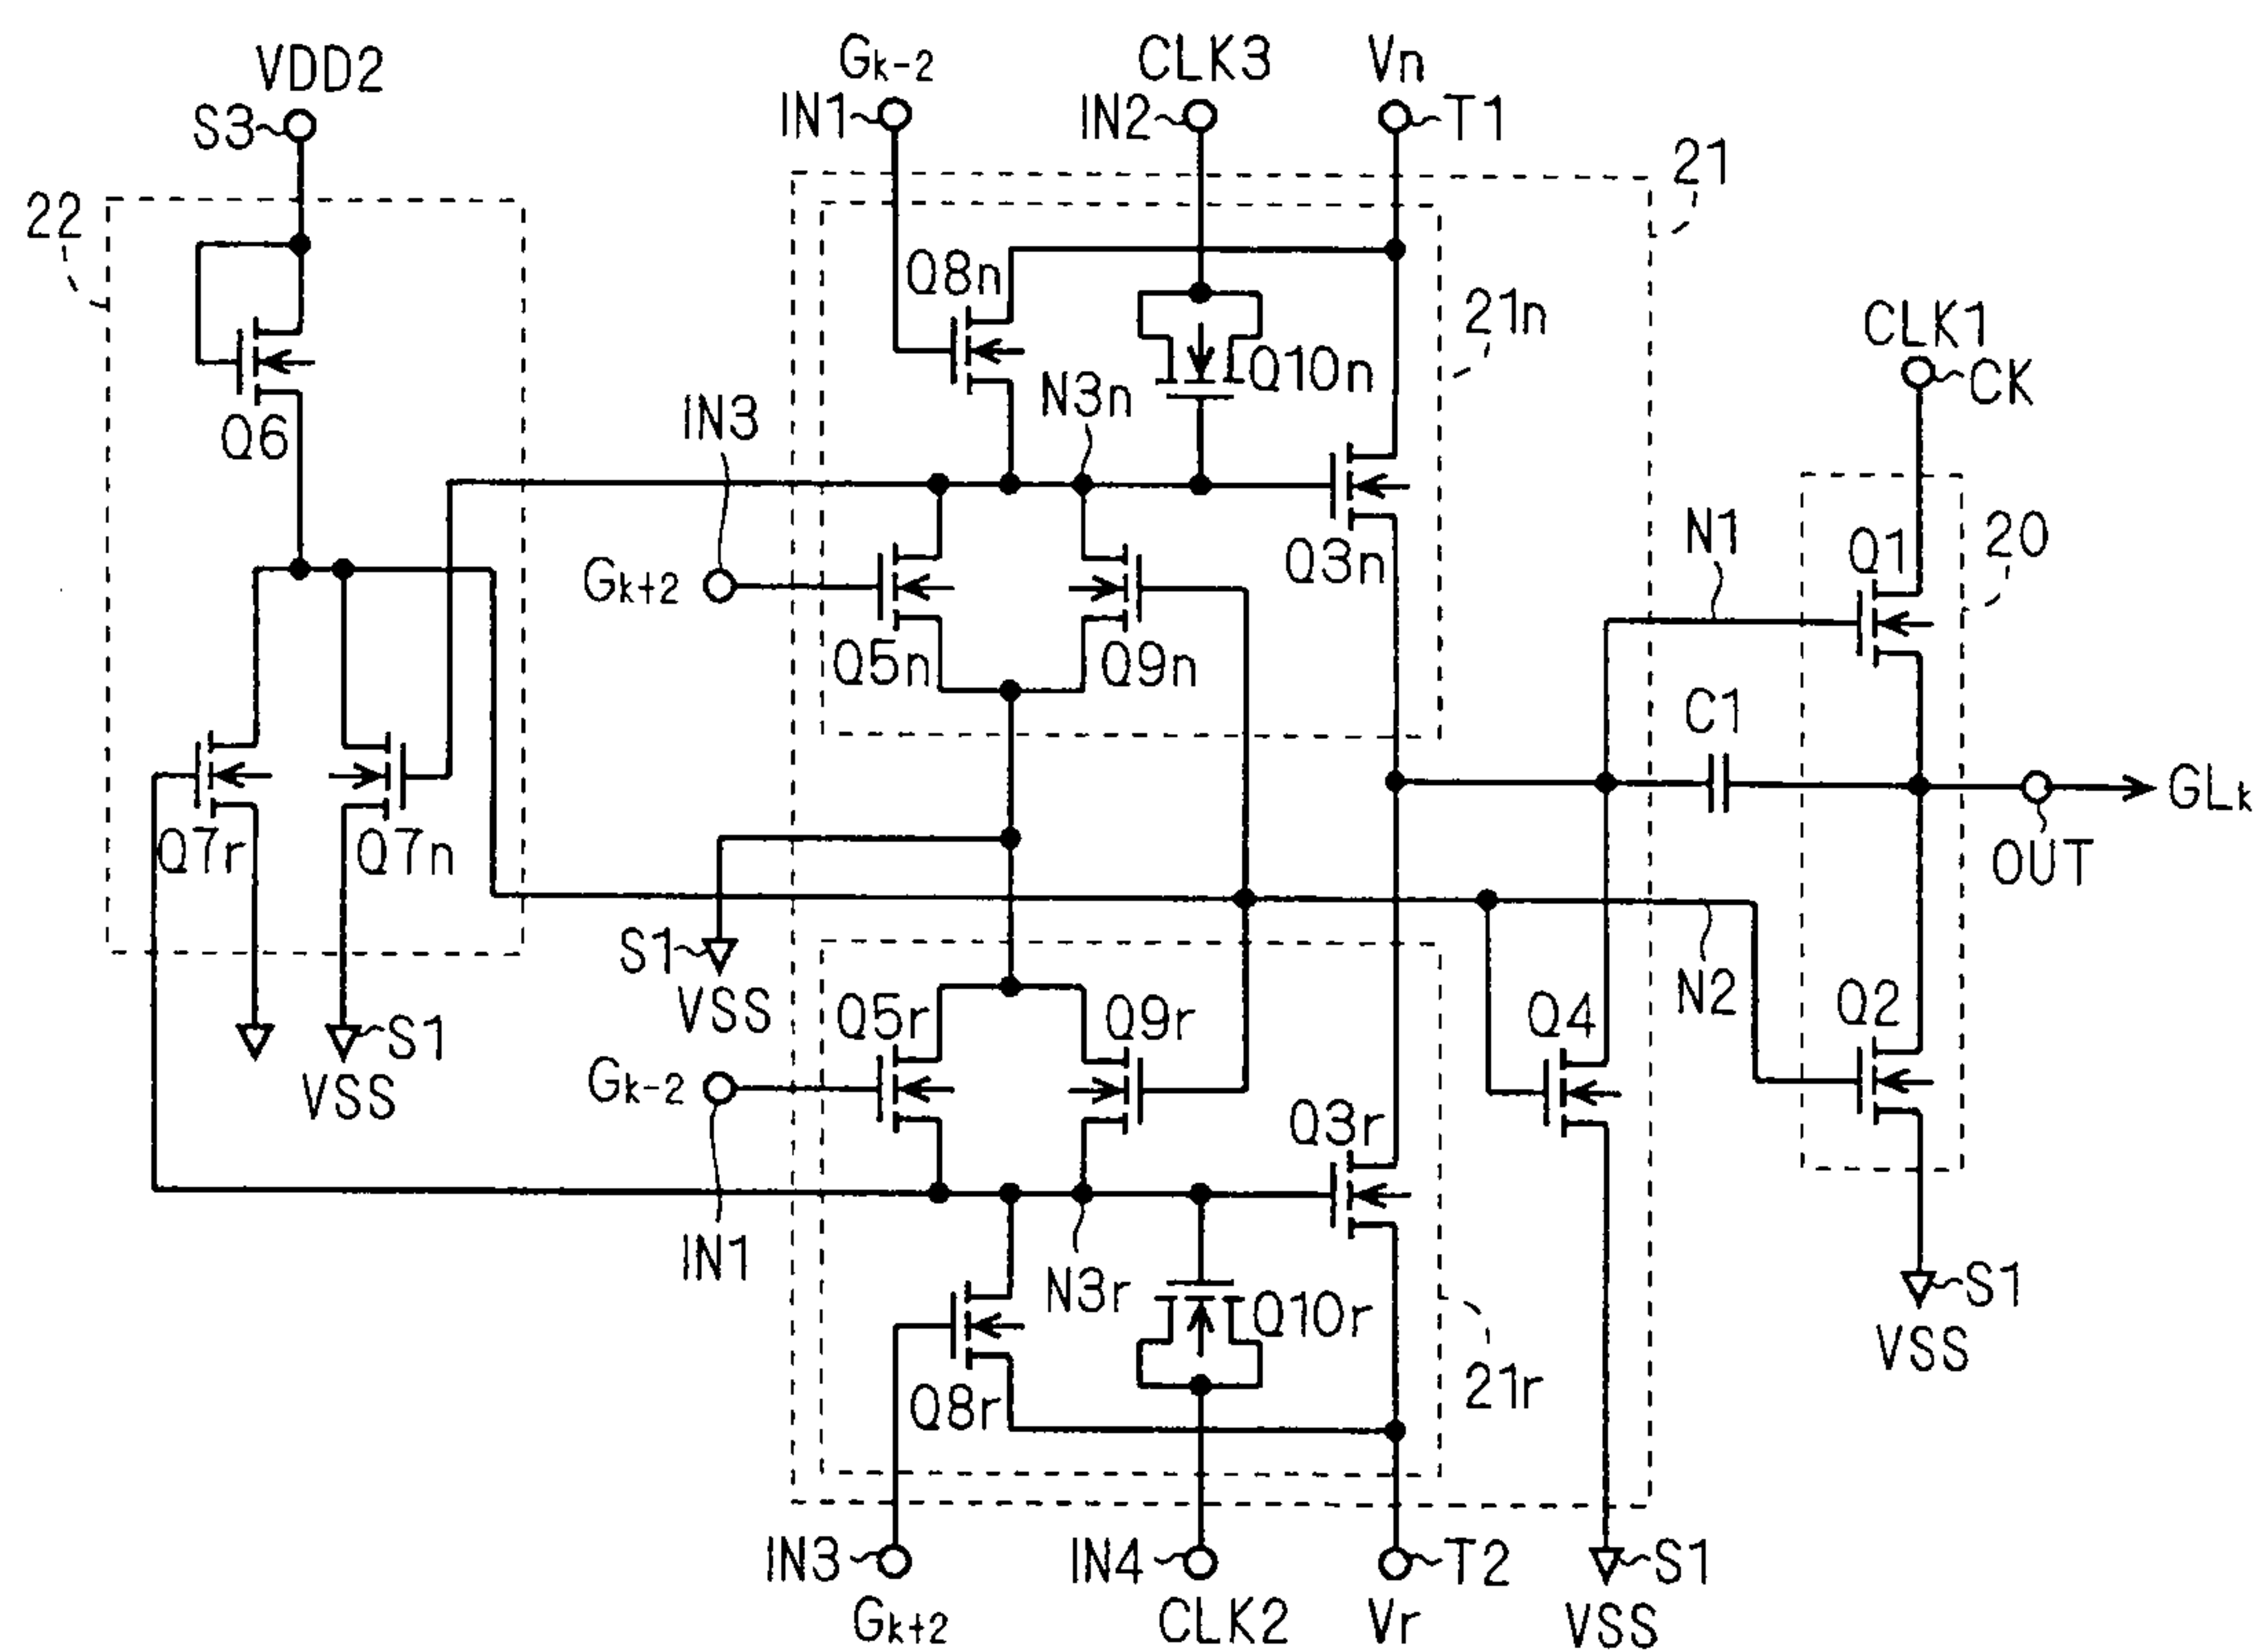 VDD2
Gk-2
CLK3
Vn
S3
IN1
IN2
T1
21
22
Q8n
21n
CLK1
Q10n
CK
N3n
IN3
Q6
Q3n
N1
Q1
20
Gk+2
Q5n
Q9n
C1
GLk
OUT
Q7r
Q7n
S1
VSS
N2
Q5r
Q9r
Q4
Q2
S1
VSS
Gk-2
Q3r
IN1
N3r
Q10r
S1
VSS
Q8r
21r
IN3
IN4
T2
S1
Gk+2
CLK2
Vr
VSS